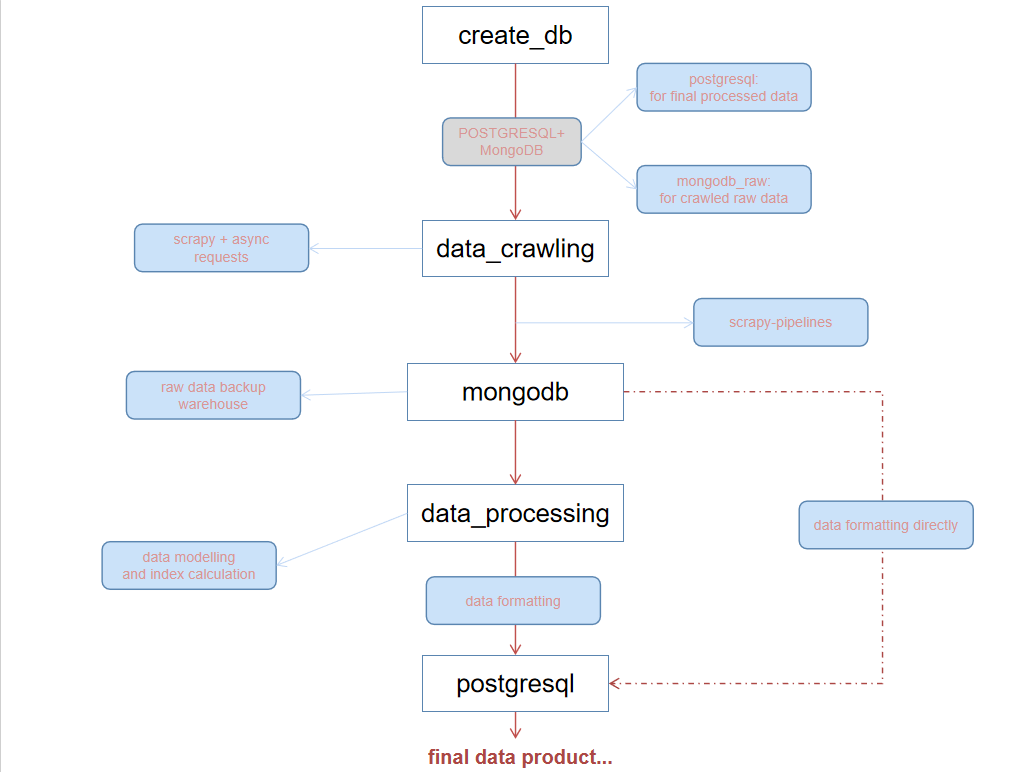 create_db
postgresql:
for final processed data
POSTGRESQL+
MongoDB
mongodb_raw:
for crawled raw data
scrapy + async
requests
data_crawling
scrapy-pipelines
raw data backup
warehouse
mongodb
data_processing
data formatting directly
data modelling
and index calculation
data formatting
postgresql
final data product...